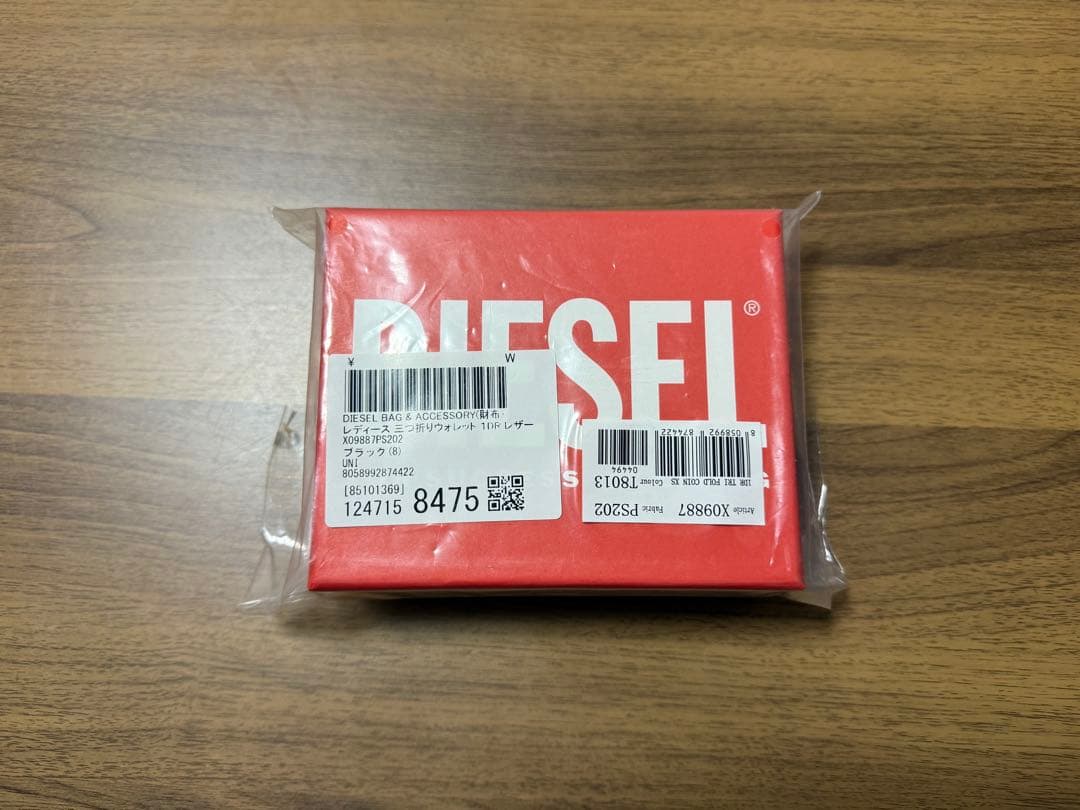 DIESEL®
¥ W
DIESEL BAG & ACCESSORY(財布
レディース 三つ折りウォレット 1DR レザー
X09887PS202
ブラック(8)
UNI
8058992874422
[85101369]
124715 8475
Article X09887 Fabric PS202
1DR TRI FOLD COIN XS Colour T8013
8 058992 874422
04494